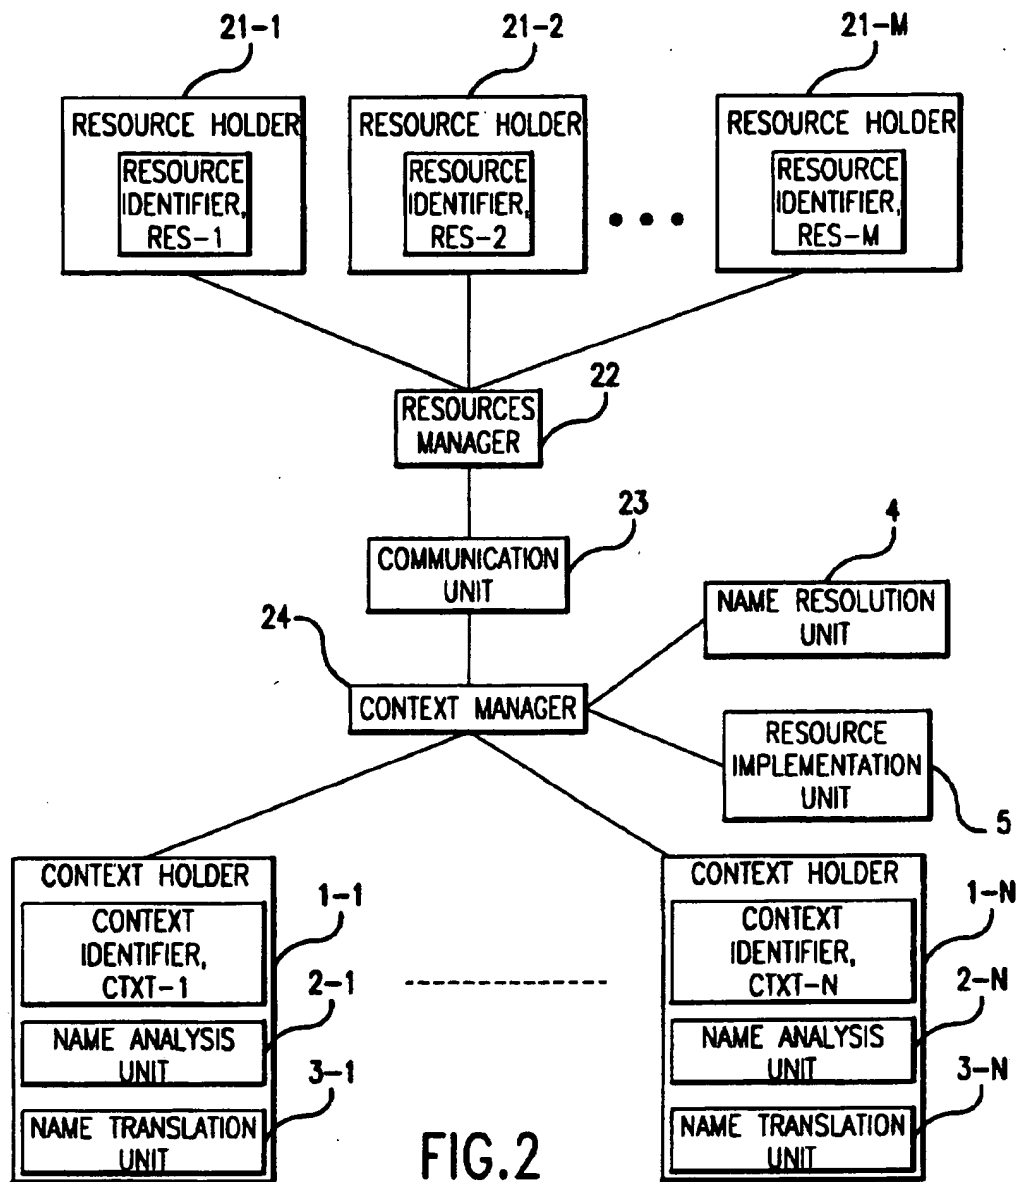 21-1
21-2
21-M
RESOURCE HOLDER
RESOURCE
IDENTIFIER,
RES-1
RESOURCE HOLDER
RESOURCE
IDENTIFIER,
RES-2
RESOURCE HOLDER
RESOURCE
IDENTIFIER,
RES-M
22
RESOURCES
MANAGER
23
COMMUNICATION
UNIT
4
NAME RESOLUTION
UNIT
24
CONTEXT MANAGER
RESOURCE
IMPLEMENTATION
UNIT
5
CONTEXT HOLDER
CONTEXT
IDENTIFIER,
CTXT-1
1-1
NAME ANALYSIS
UNIT
2-1
NAME TRANSLATION
UNIT
3-1
CONTEXT HOLDER
CONTEXT
IDENTIFIER,
CTXT-N
1-N
NAME ANALYSIS
UNIT
2-N
NAME TRANSLATION
UNIT
3-N
FIG.2